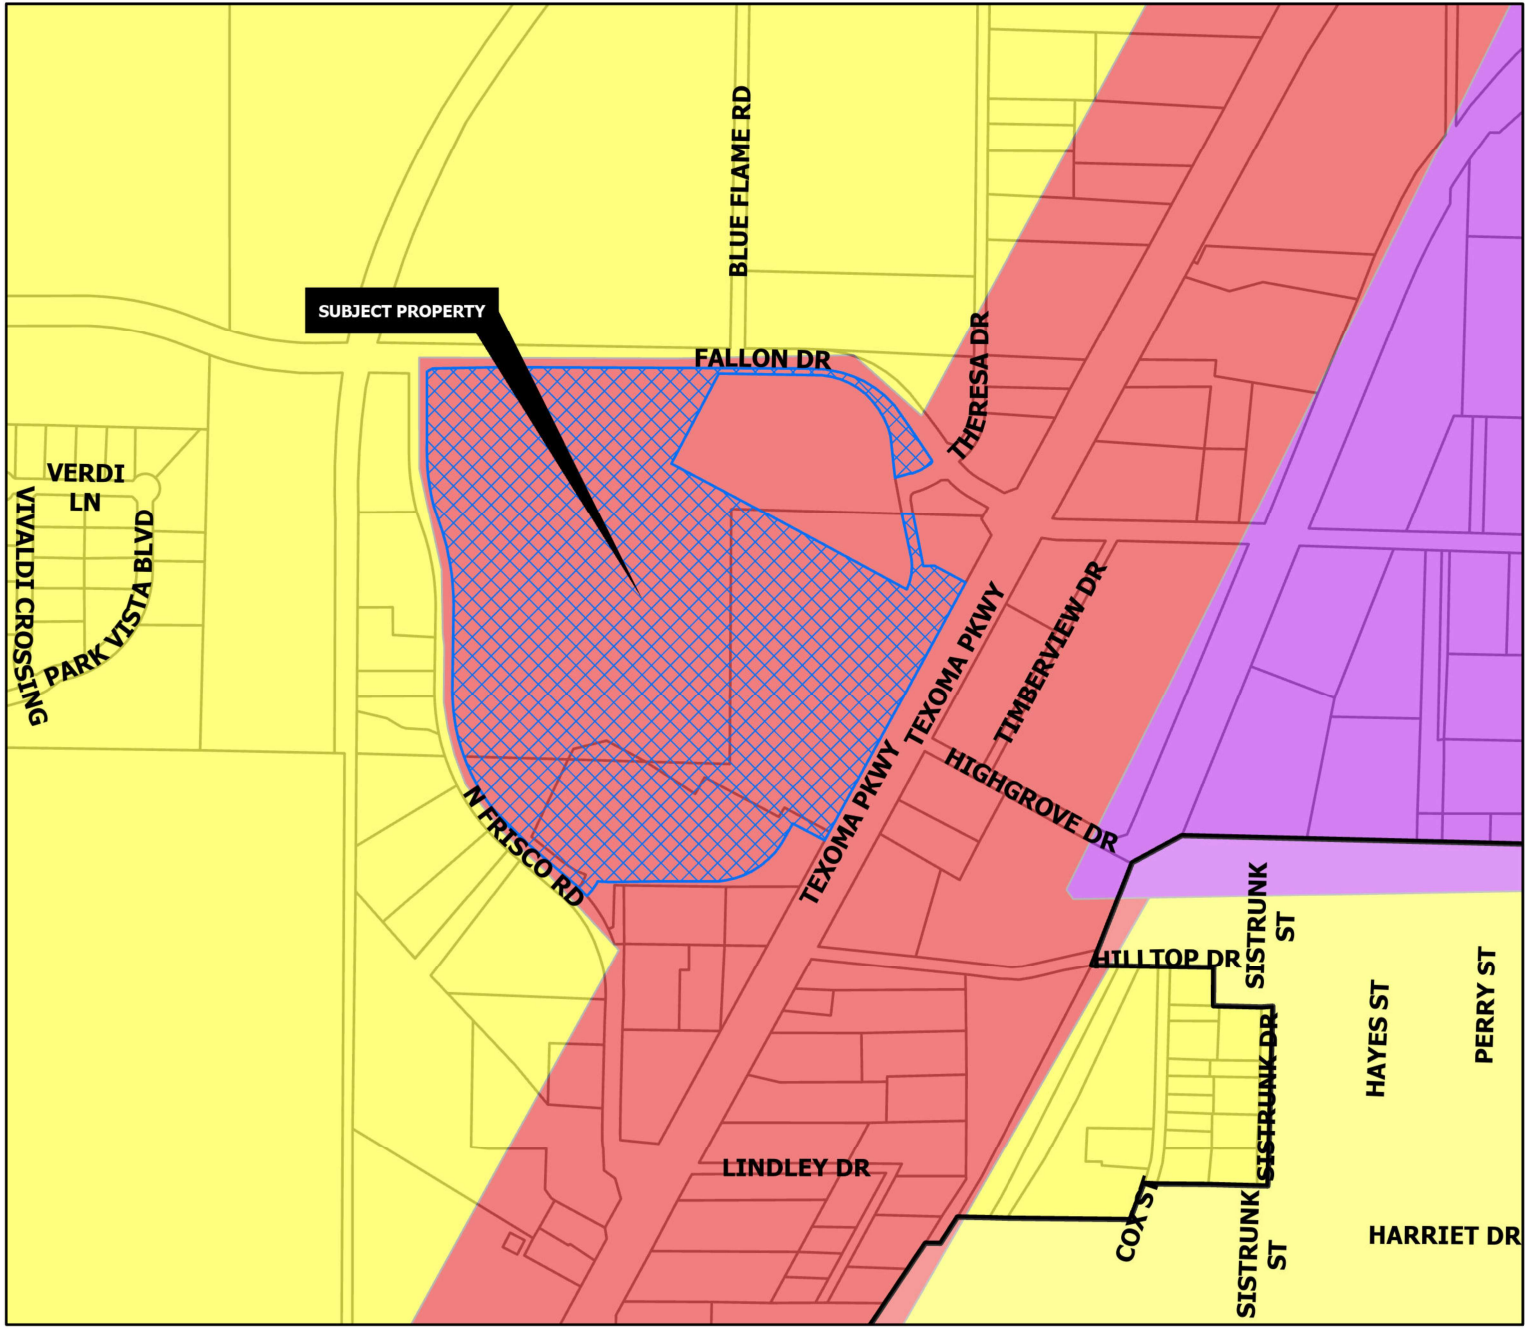 BLUE FLAME RD
SUBJECT PROPERTY
FALLON DR
THERESA DR
VERDI
LN
VIVALDI CROSSING
PARK VISTA BLVD
TEXOMA PKWY
TIMBERVIEW DR
TEXOMA PKWY
HIGHGROVE DR
N FRISCO RD
SISTRUNK
ST
HILLTOP DR
HAYES ST
PERRY ST
SISTRUNK DR
LINDLEY DR
COX ST
SISTRUNK
ST
HARRIET DR